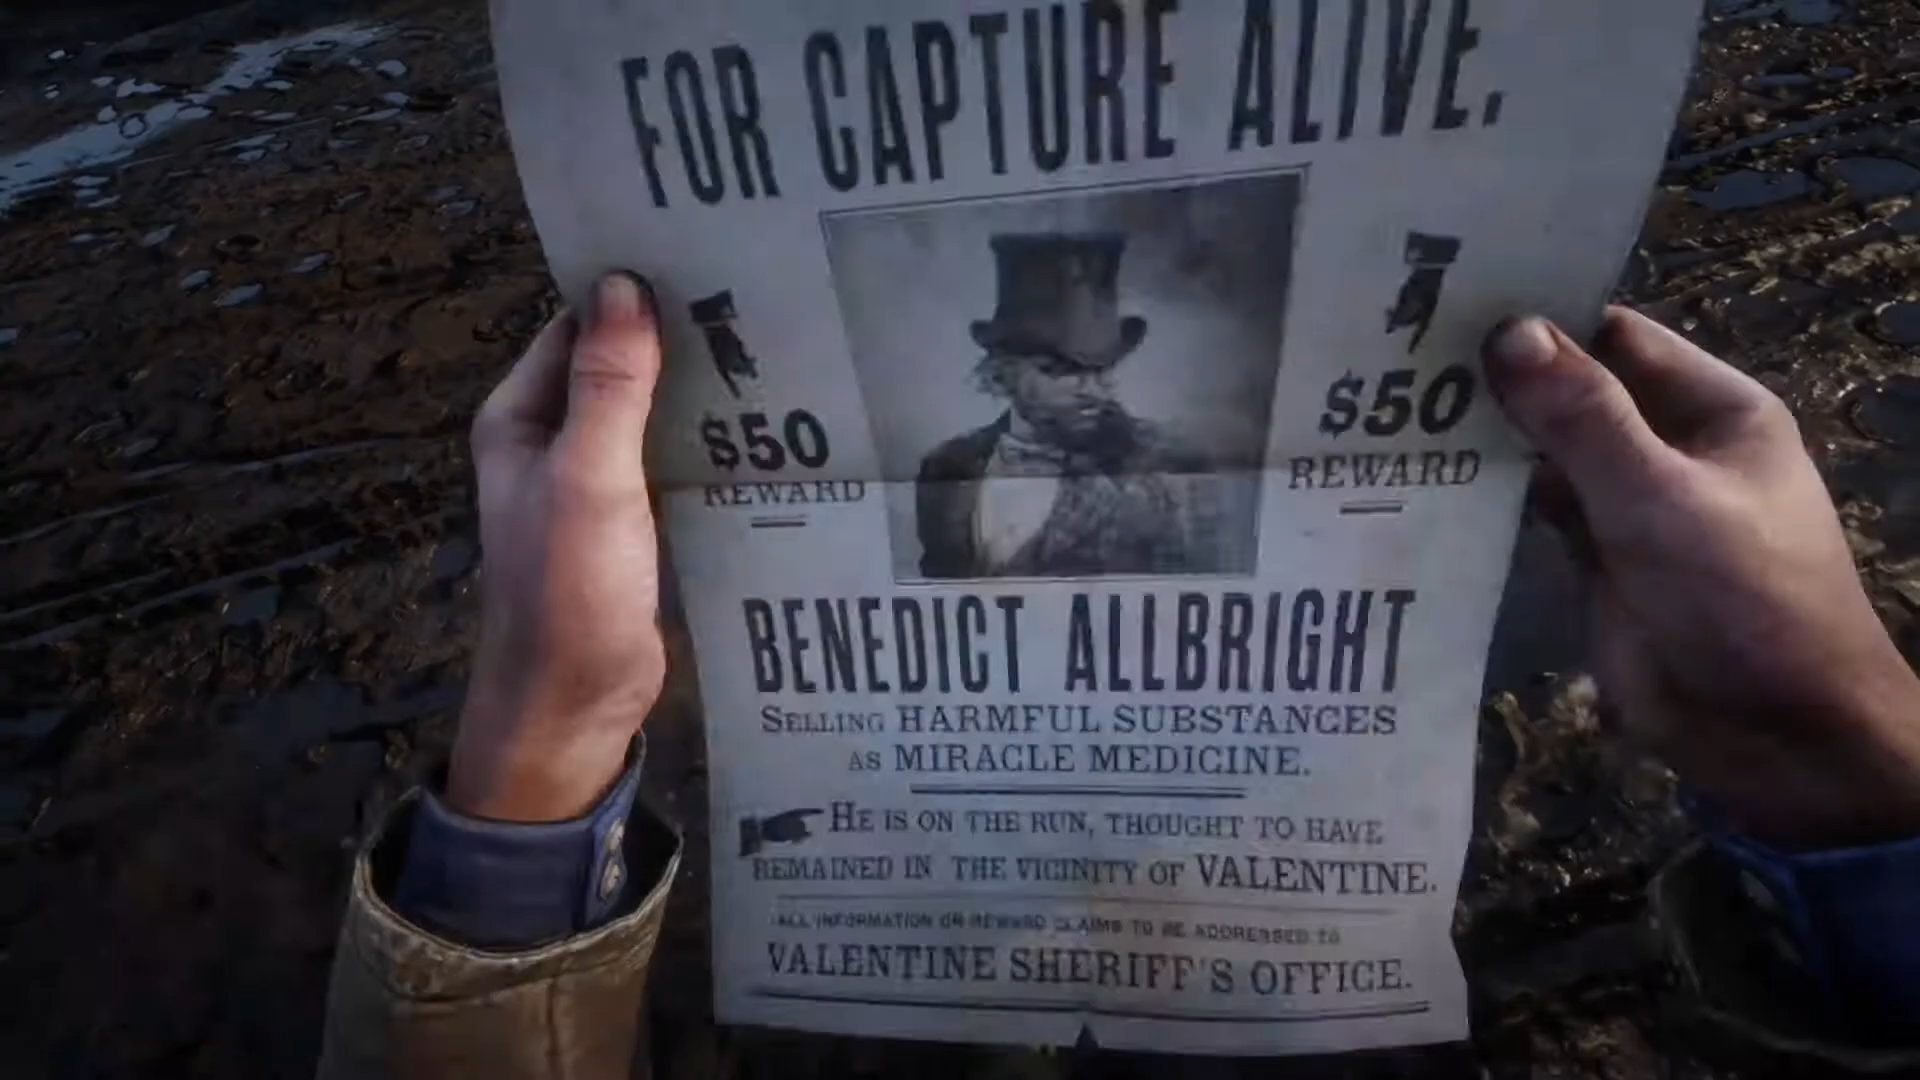 FOR CAPTURE ALIVE.
$50
REWARD
$50
REWARD
BENEDICT ALLBRIGHT
SELLING HARMFUL SUBSTANCES
AS MIRACLE MEDICINE.
HE IS ON THE RUN, THOUGHT TO HAVE
REMAINED IN THE VICINITY OF VALENTINE.
ALL INFORMATION OR REWARD CLAIMS TO BE ADDRESSED TO
VALENTINE SHERIFF'S OFFICE.